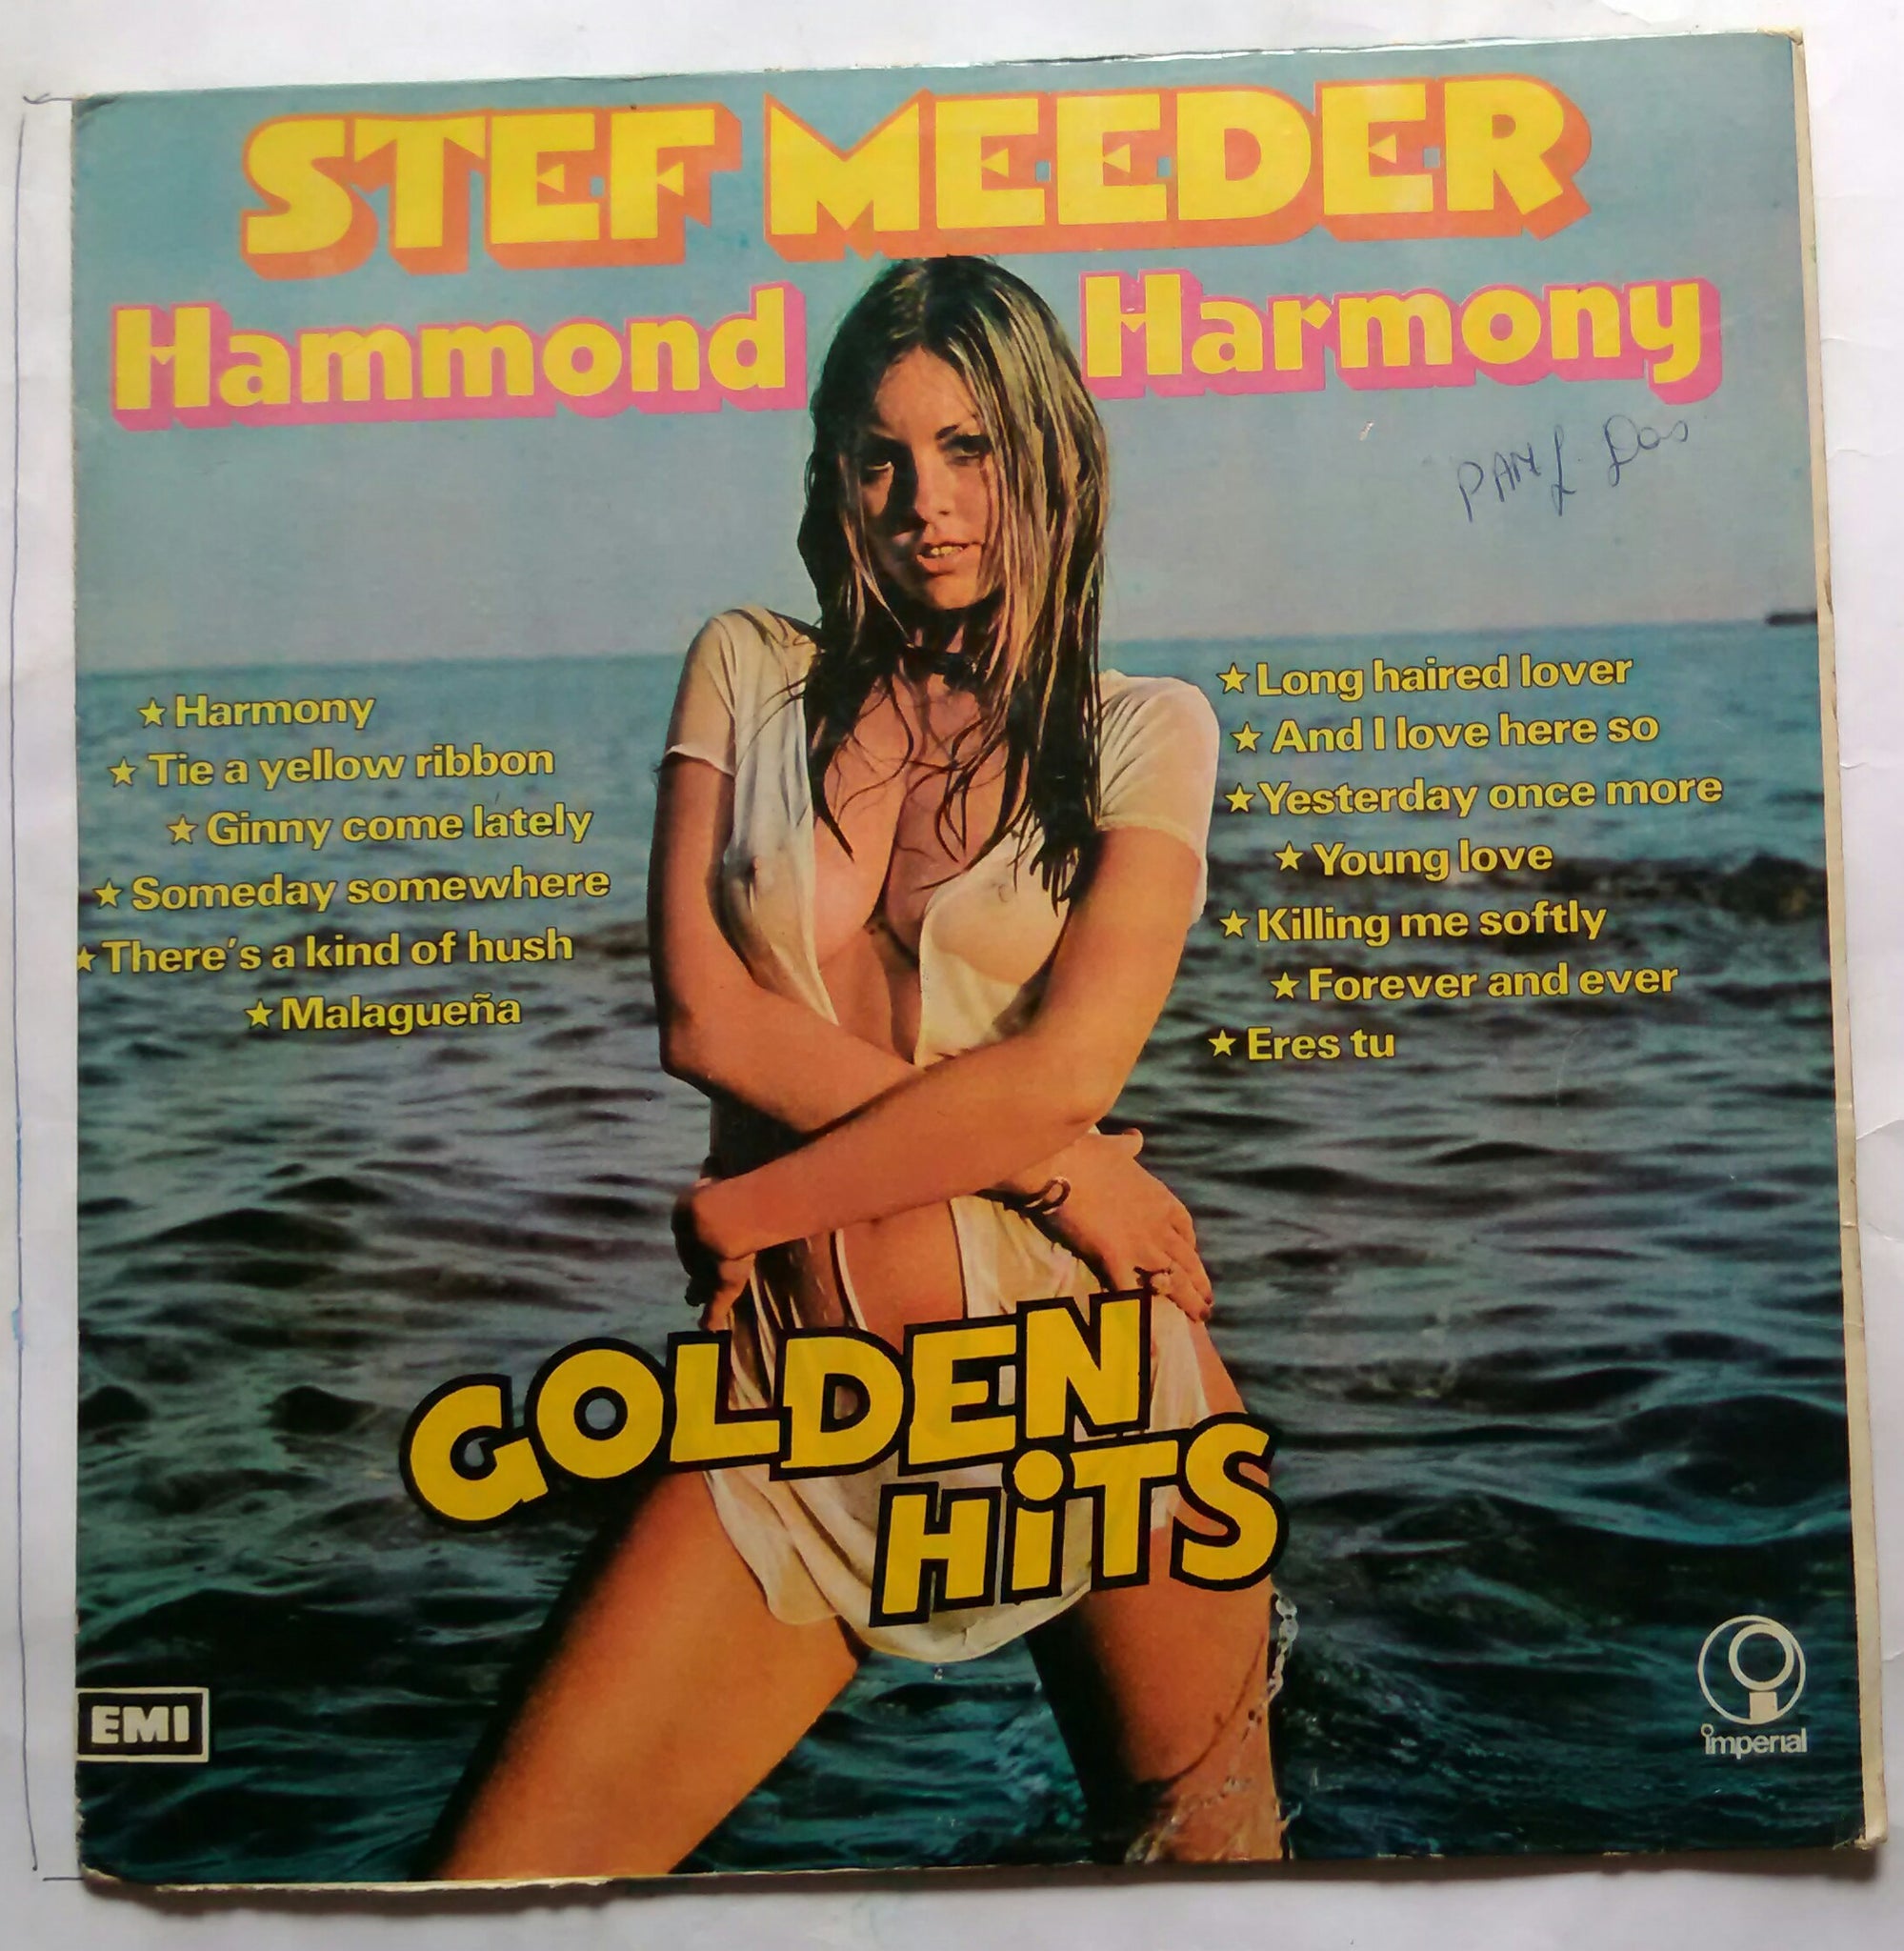 STEF MEEDER
Hammond Harmony
★ Harmony
★ Tie a yellow ribbon
★ Ginny come lately
★ Someday somewhere
★ There's a kind of hush
★ Malagueña
★ Long haired lover
★ And I love here so
★ Yesterday once more
★ Young love
★ Killing me softly
★ Forever and ever
★ Eres tu
GOLDEN
HiTS
EMI
imperial